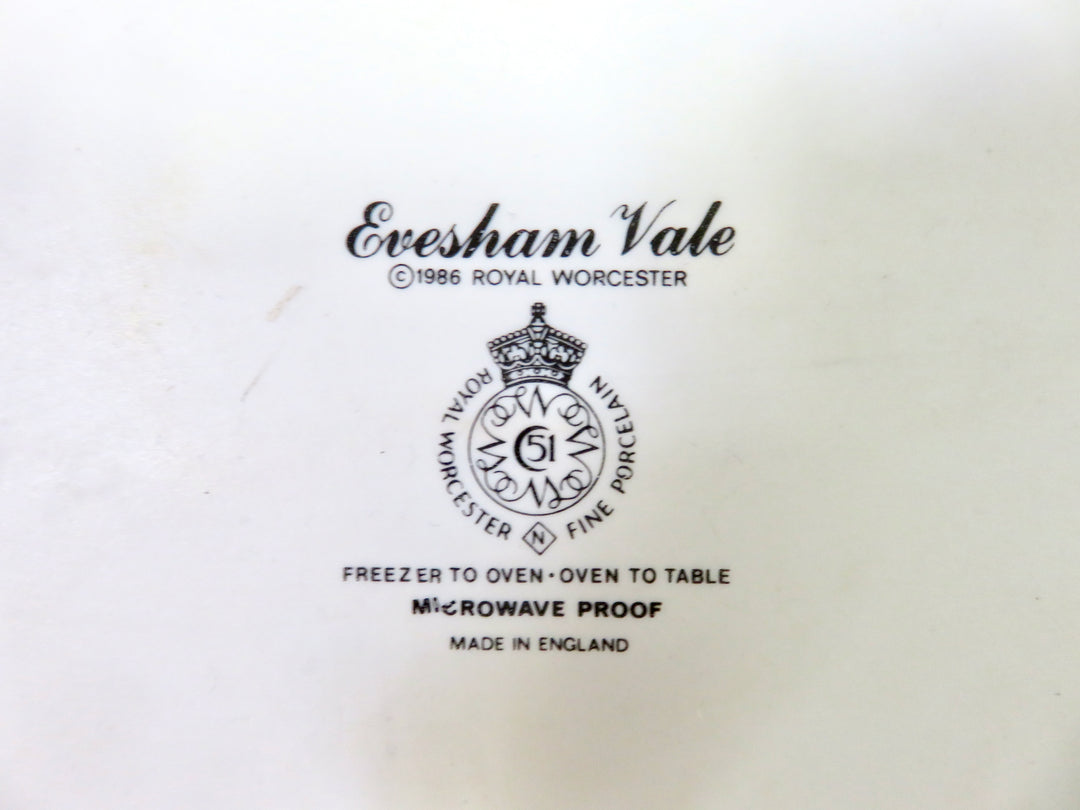 Evesham Vale
©1986 ROYAL WORCESTER
ROYAL WORCESTER FINE PORCELAIN
51
N
FREEZER TO OVEN·OVEN TO TABLE
MICROWAVE PROOF
MADE IN ENGLAND